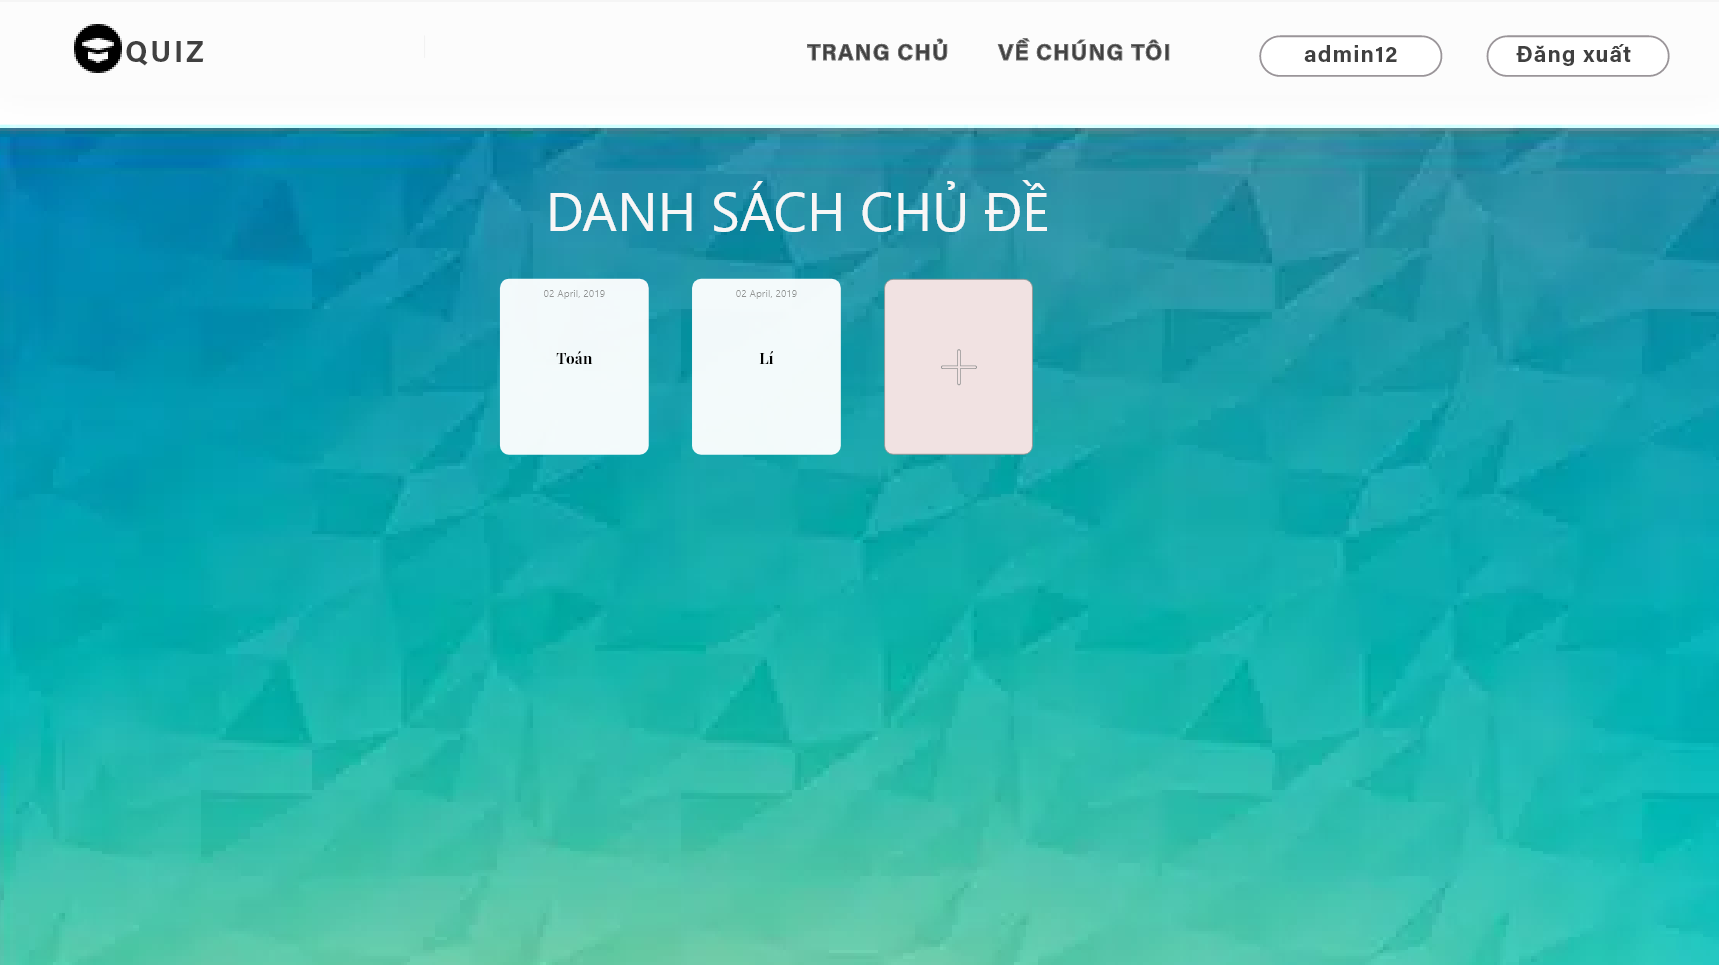 QUIZ
TRANG CHỦ
VỀ CHÚNG TÔI
admin12
Đăng xuất
DANH SÁCH CHỦ ĐỀ
02 April, 2019
Toán
02 April, 2019
Lí